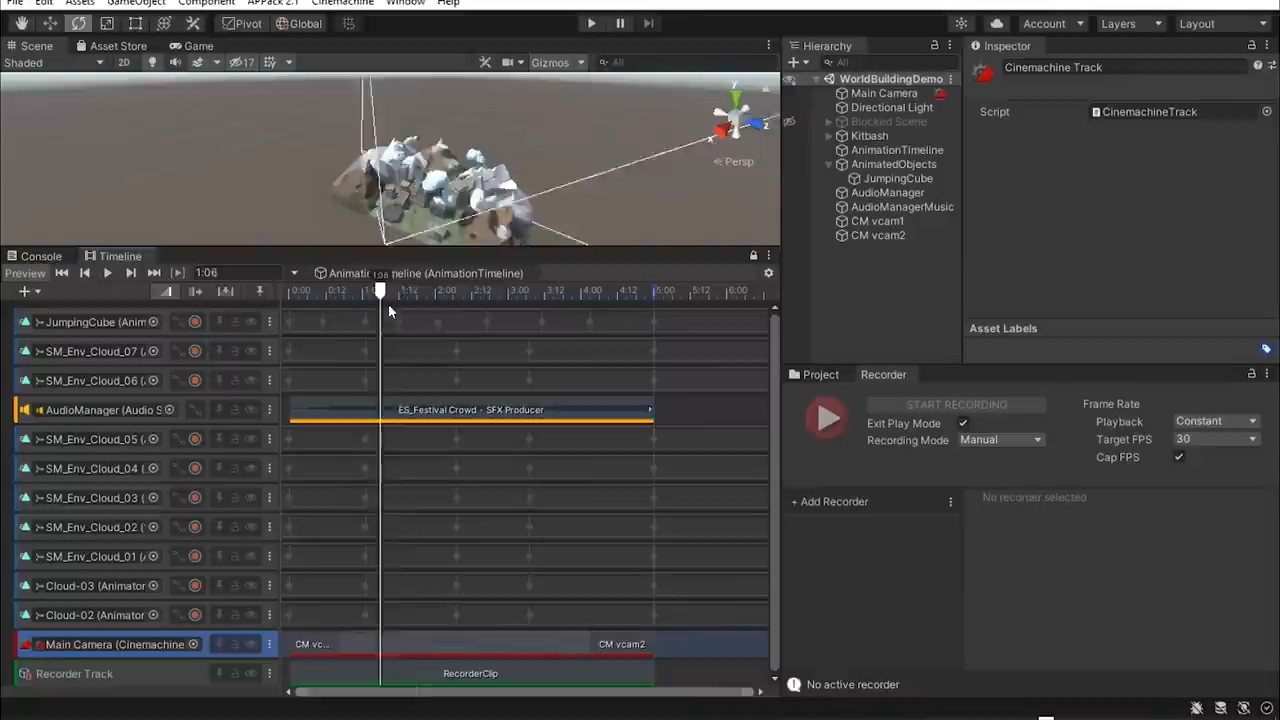 File Edit Assets GameObject Component APPack 2.1 Cinemachine Window Help
Pivot Global Account Layers Layout
Scene Asset Store Game
Shaded 2D 17 Gizmos All
y z
Persp
Console Timeline
Preview 1:06 (AnimationTimeline)
0:00 0:12 1:12 2:00 2:12 3:00 3:12 4:00 4:12 5:00 6:00
JumpingCube (Anim
SM_Env_Cloud_07 (
SM_Env_Cloud_06 (
AudioManager (Audio S ES_Festival Crowd - SFX Producer
SM_Env_Cloud_05 (
SM_Env_Cloud_04 (
SM_Env_Cloud_03 (
SM_Env_Cloud_02 (
SM_Env_Cloud_01 (
Cloud-03 (Animator
Cloud-02 (Animator
Main Camera (Cinemachine CM vc... CM vcam2
Recorder Track RecorderClip
Hierarchy
All
WorldBuildingDemo
Main Camera
Directional Light
Blocked Scene
Kitbash
AnimationTimeline
AnimatedObjects
JumpingCube
AudioManager
AudioManagerMusic
CM vcam1
CM vcam2
Inspector
Cinemachine Track
Script CinemachineTrack
Asset Labels
Project Recorder
START RECORDING
Exit Play Mode
Recording Mode Manual
Frame Rate
Playback Constant
Target FPS 30
Cap FPS
+ Add Recorder
No recorder selected
No active recorder